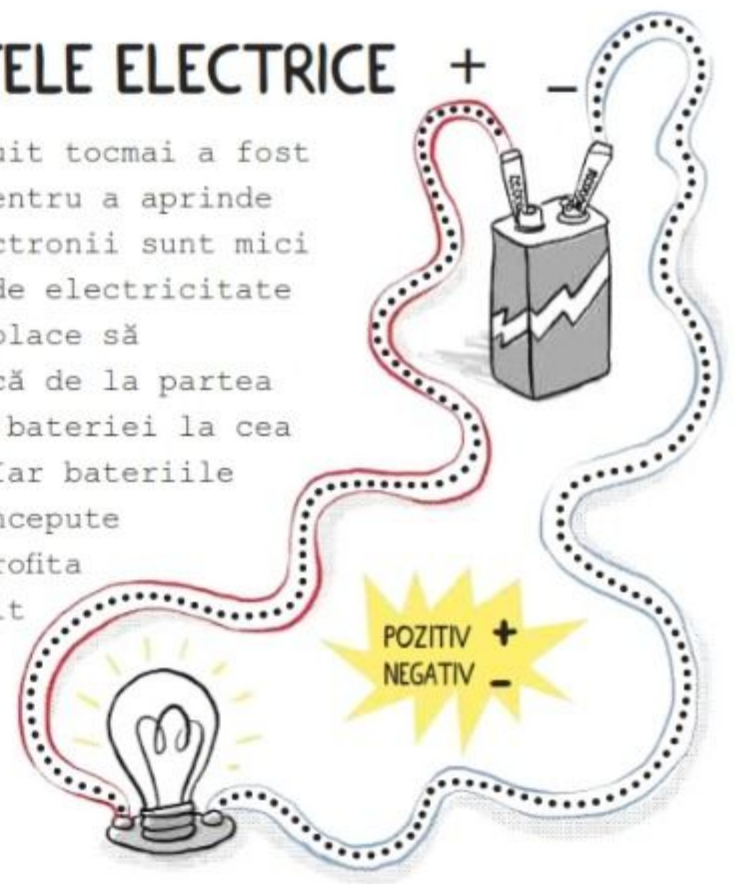 ELE ELECTRICE + −
uit tocmai a fost
entru a aprinde
ctronii sunt mici
de electricitate
place să
că de la partea
bateriei la cea
Iar bateriile
ncepute
rofita
it
POZITIV +
NEGATIV −